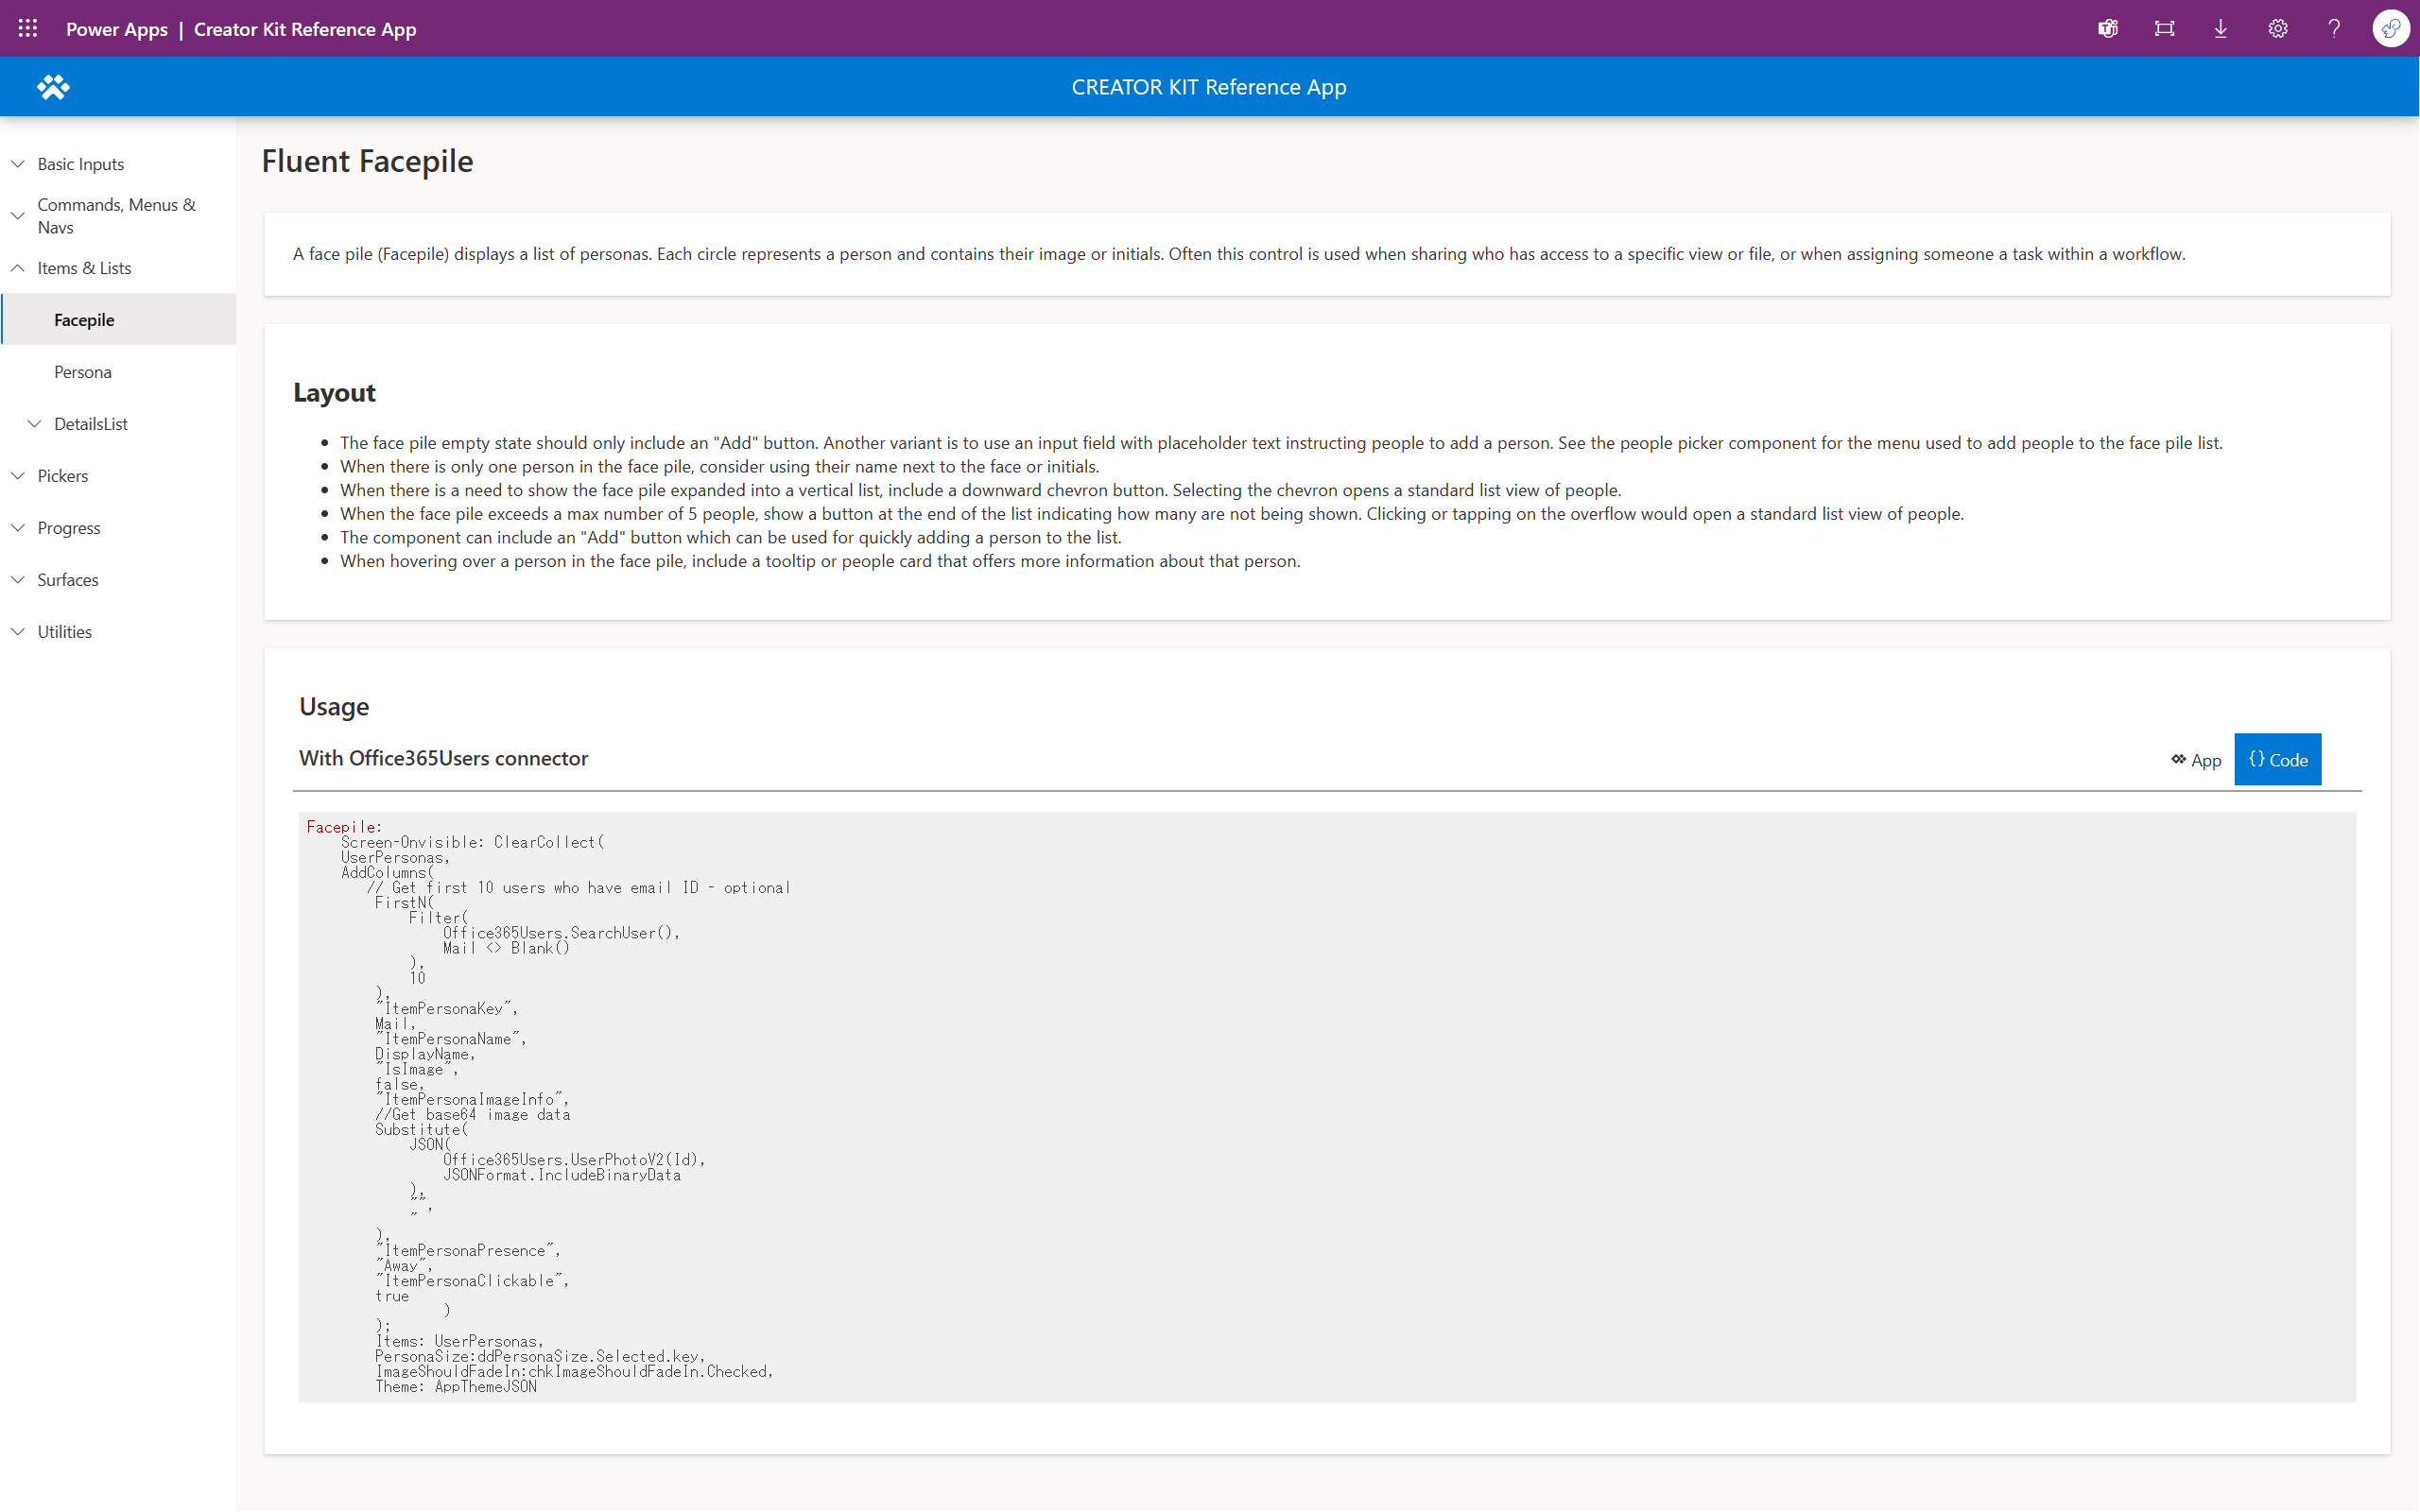 Power Apps | Creator Kit Reference App
CREATOR KIT Reference App
Basic Inputs
Commands, Menus &
Navs
Items & Lists
Facepile
Persona
DetailsList
Pickers
Progress
Surfaces
Utilities
Fluent Facepile
A face pile (Facepile) displays a list of personas. Each circle represents a person and contains their image or initials. Often this control is used when sharing who has access to a specific view or file, or when assigning someone a task within a workflow.
Layout
• The face pile empty state should only include an "Add" button. Another variant is to use an input field with placeholder text instructing people to add a person. See the people picker component for the menu used to add people to the face pile list.
• When there is only one person in the face pile, consider using their name next to the face or initials.
• When there is a need to show the face pile expanded into a vertical list, include a downward chevron button. Selecting the chevron opens a standard list view of people.
• When the face pile exceeds a max number of 5 people, show a button at the end of the list indicating how many are not being shown. Clicking or tapping on the overflow would open a standard list view of people.
• The component can include an "Add" button which can be used for quickly adding a person to the list.
• When hovering over a person in the face pile, include a tooltip or people card that offers more information about that person.
Usage
With Office365Users connector
App
{} Code
Facepile:
Screen-Onvisible: ClearCollect(
UserPersonas,
AddColumns(
// Get first 10 users who have email ID - optional
FirstN(
Filter(
Office365Users.SearchUser(),
Mail <> Blank()
),
10
),
"ItemPersonaKey",
Mail,
"ItemPersonaName",
DisplayName,
"IsImage",
false,
"ItemPersonaImageInfo",
//Get base64 image data
Substitute(
JSON(
Office365Users.UserPhotoV2(Id),
JSONFormat.IncludeBinaryData
),
"",
"
),
"ItemPersonaPresence",
"Away",
"ItemPersonaClickable",
true
)
);
Items: UserPersonas,
PersonaSize:ddPersonaSize.Selected.key,
ImageShouldFadeIn:chkImageShouldFadeIn.Checked,
Theme: AppThemeJSON